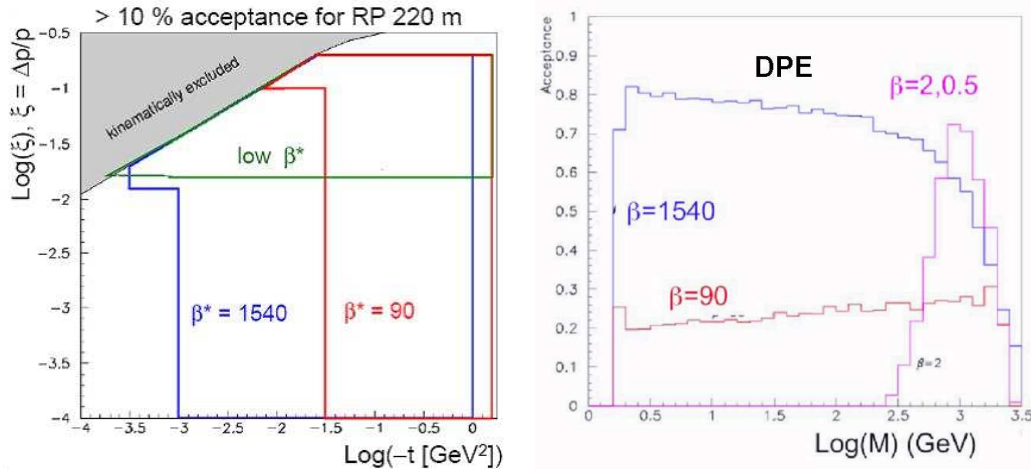 > 10 % acceptance for RP 220 m
Log(ξ), ξ = Δp/p
-0.5
-1
-1.5
-2
-2.5
-3
-3.5
-4
kinematically excluded
low β*
β* = 1540
β* = 90
-4 -3.5 -3 -2.5 -2 -1.5 -1 -0.5 0
Log(-t [GeV²])
Acceptance
1
0.9
0.8
0.7
0.6
0.5
0.4
0.3
0.2
0.1
0
DPE
β=2,0.5
β=1540
β=90
β=2
0 0.5 1 1.5 2 2.5 3 3.5
Log(M) (GeV)